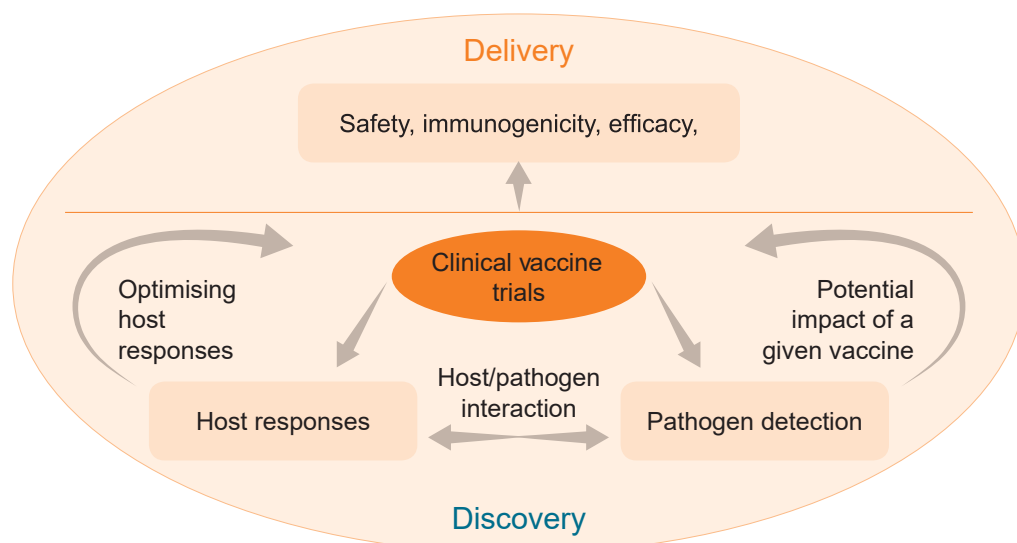 Delivery
Safety, immunogenicity, efficacy,
Clinical vaccine
trials
Optimising
host
responses
Potential
impact of a
given vaccine
Host/pathogen
interaction
Host responses
Pathogen detection
Discovery